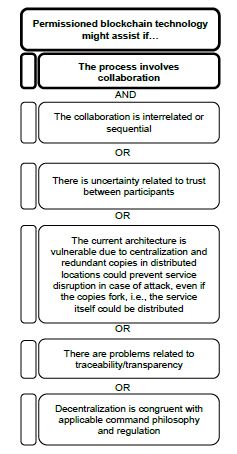 Permissioned blockchain technology
might assist if…
The process involves
collaboration
AND
The collaboration is interrelated or
sequential
OR
There is uncertainty related to trust
between participants
OR
The current architecture is
vulnerable due to centralization and
redundant copies in distributed
locations could prevent service
disruption in case of attack, even if
the copies fork, i.e., the service
itself could be distributed
OR
There are problems related to
traceability/transparency
OR
Decentralization is congruent with
applicable command philosophy
and regulation